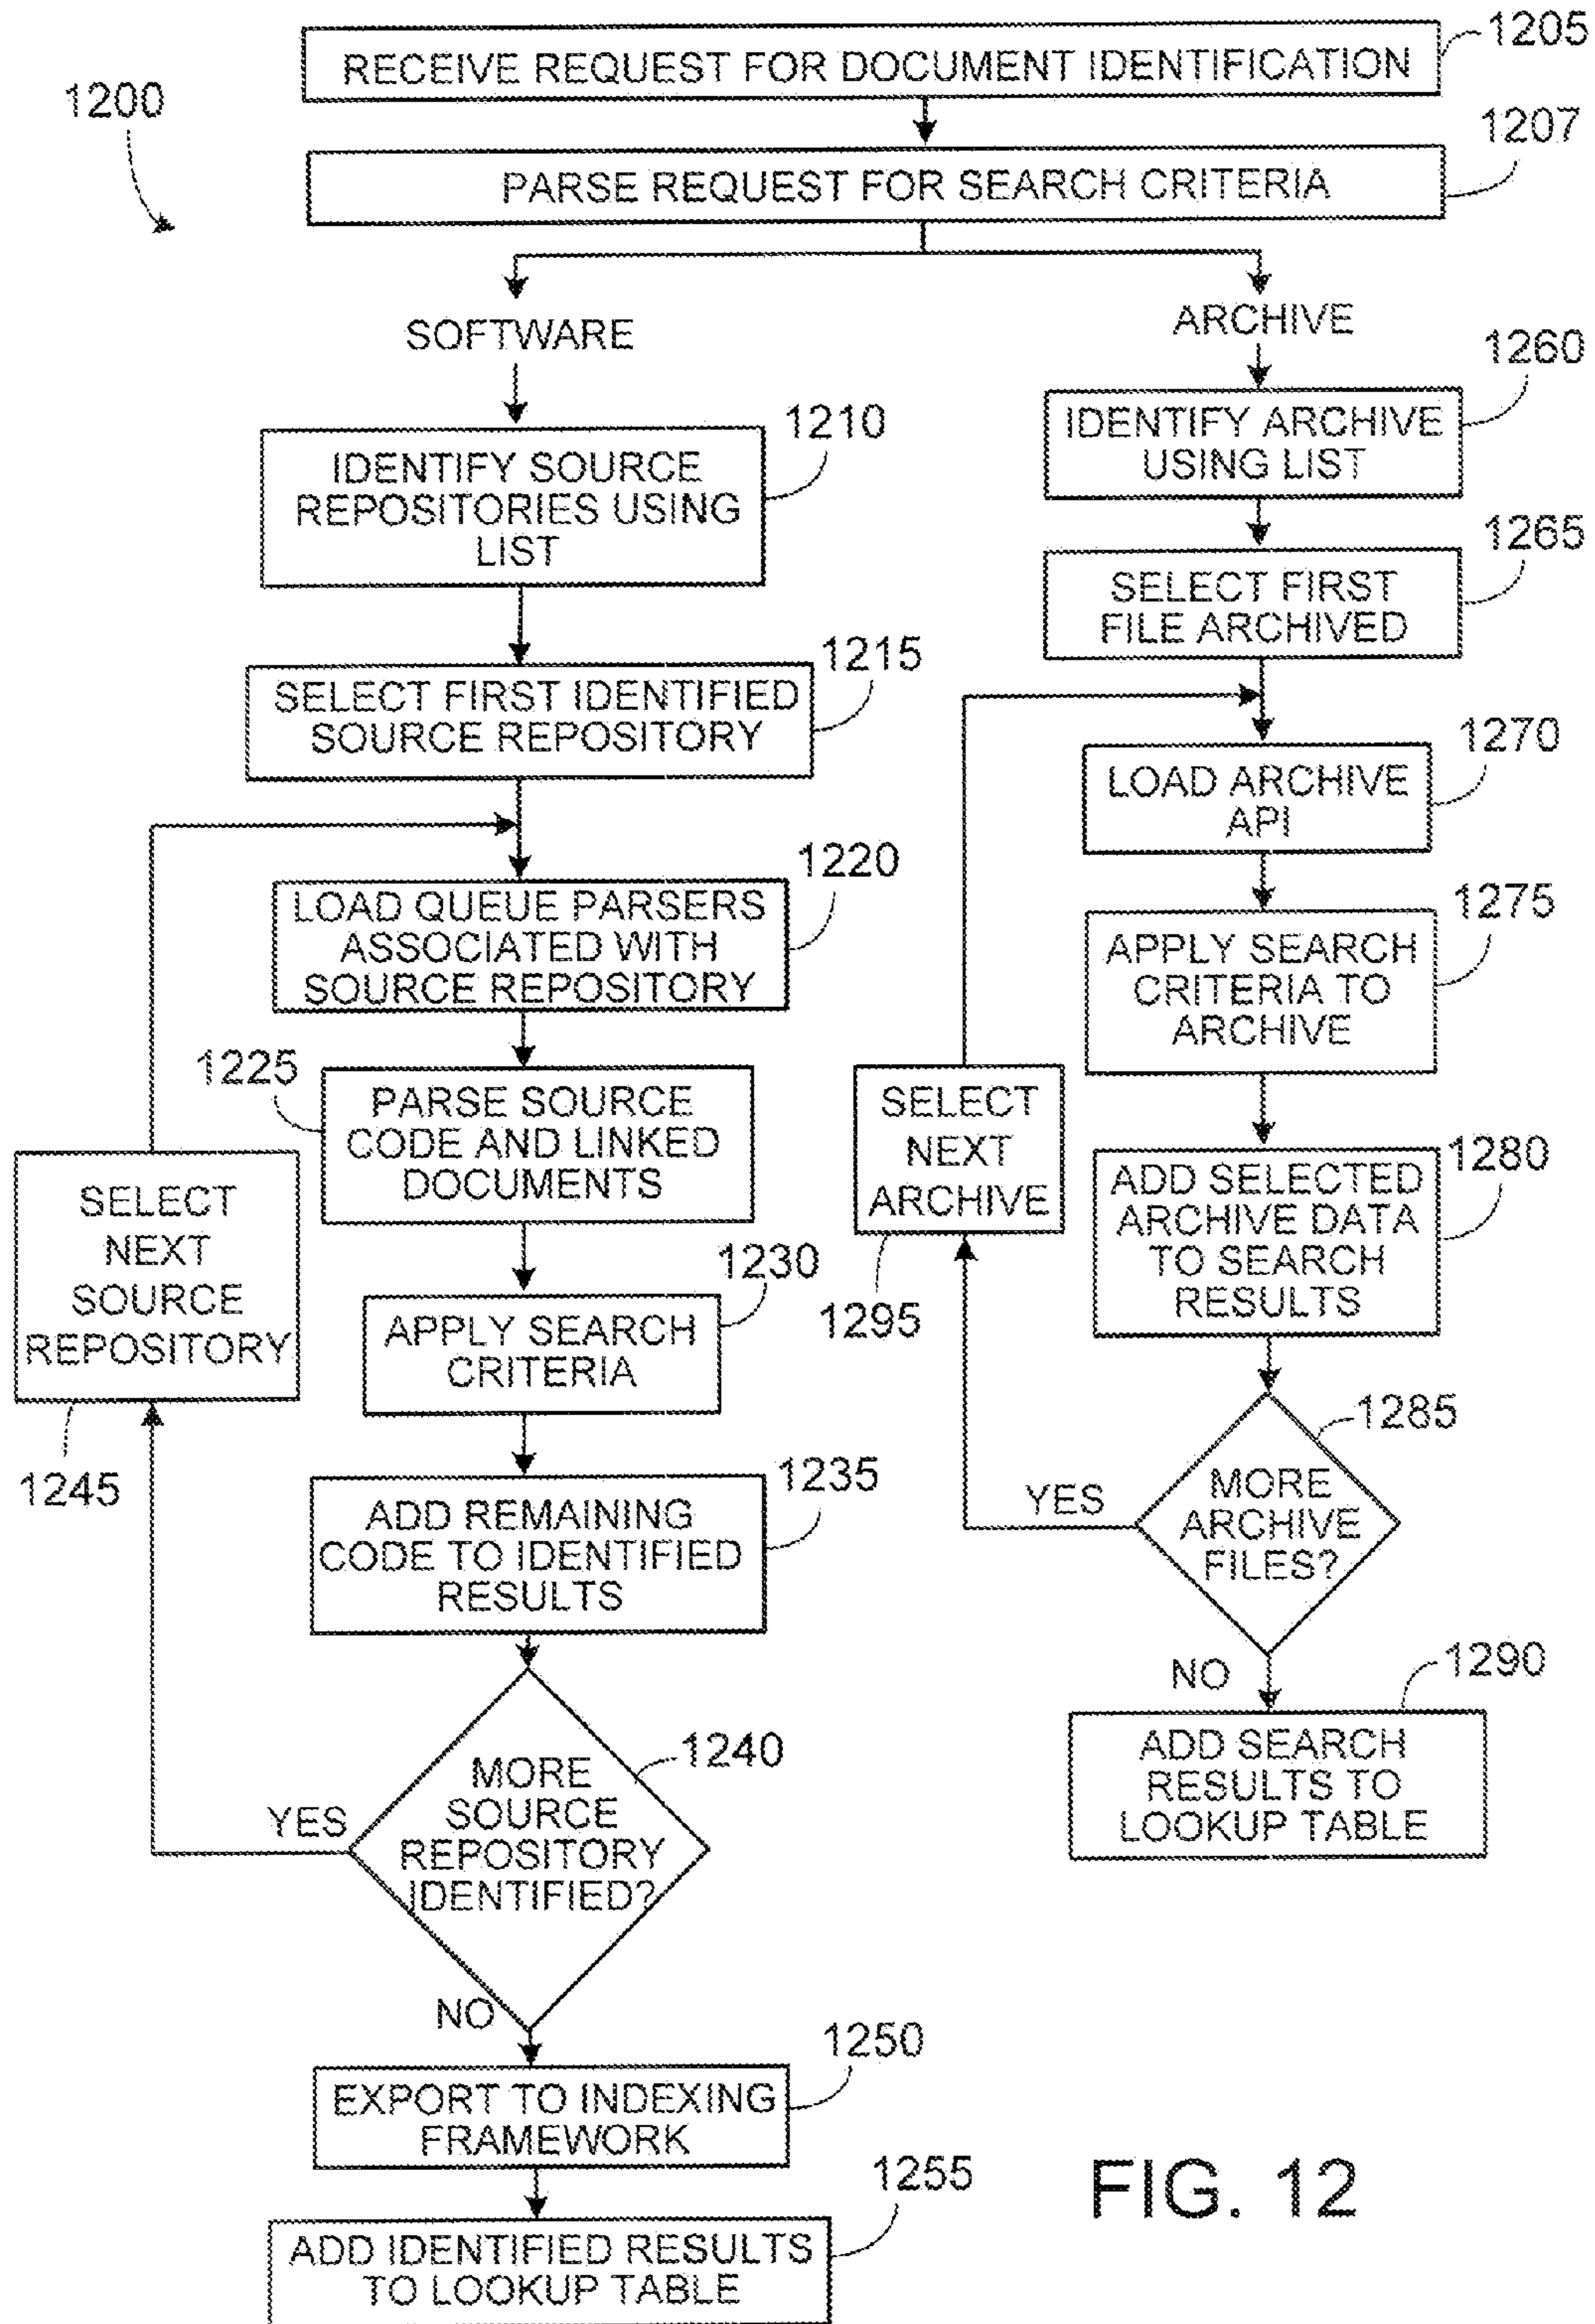 1200
RECEIVE REQUEST FOR DOCUMENT IDENTIFICATION
1205
PARSE REQUEST FOR SEARCH CRITERIA
1207
SOFTWARE
IDENTIFY SOURCE
REPOSITORIES USING
LIST
1210
SELECT FIRST IDENTIFIED
SOURCE REPOSITORY
1215
LOAD QUEUE PARSERS
ASSOCIATED WITH
SOURCE REPOSITORY
1220
1225
PARSE SOURCE
CODE AND LINKED
DOCUMENTS
APPLY SEARCH
CRITERIA
1230
ADD REMAINING
CODE TO IDENTIFIED
RESULTS
1235
MORE
SOURCE
REPOSITORY
IDENTIFIED?
1240
YES
SELECT
NEXT
SOURCE
REPOSITORY
1245
NO
EXPORT TO INDEXING
FRAMEWORK
1250
ADD IDENTIFIED RESULTS
TO LOOKUP TABLE
1255
ARCHIVE
IDENTIFY ARCHIVE
USING LIST
1260
SELECT FIRST
FILE ARCHIVED
1265
LOAD ARCHIVE
API
1270
APPLY SEARCH
CRITERIA TO
ARCHIVE
1275
ADD SELECTED
ARCHIVE DATA
TO SEARCH
RESULTS
1280
MORE
ARCHIVE
FILES?
1285
YES
SELECT
NEXT
ARCHIVE
1295
NO
ADD SEARCH
RESULTS TO
LOOKUP TABLE
1290
FIG. 12